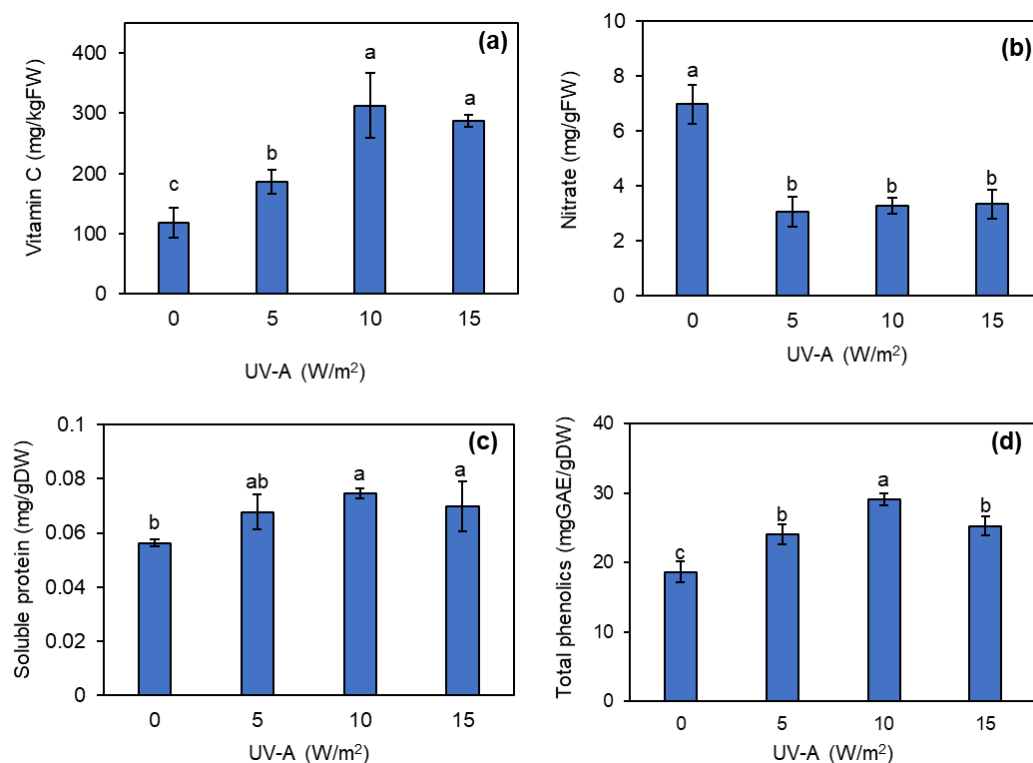 (a)
Vitamin C (mg/kgFW)
400
300
200
100
0
c
b
a
a
0 5 10 15
UV-A (W/m²)
(b)
Nitrate (mg/gFW)
10
8
6
4
2
0
a
b
b
b
0 5 10 15
UV-A (W/m²)
(c)
Soluble protein (mg/gDW)
0.1
0.08
0.06
0.04
0.02
0
b
ab
a
a
0 5 10 15
UV-A (W/m²)
(d)
Total phenolics (mgGAE/gDW)
40
30
20
10
0
c
b
a
b
0 5 10 15
UV-A (W/m²)